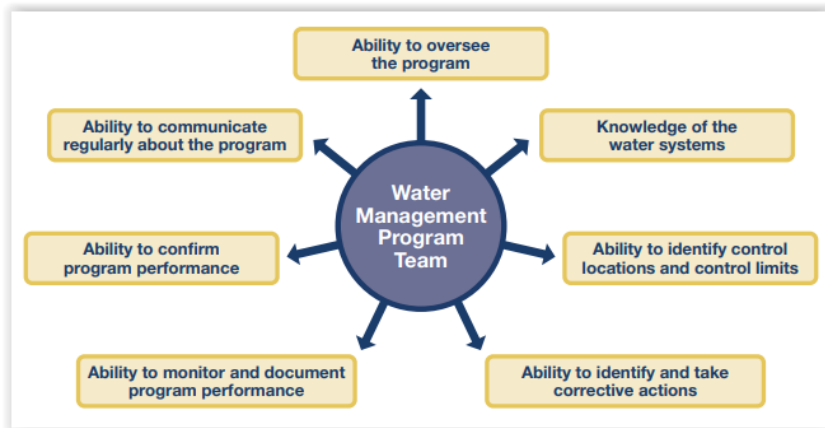 Ability to oversee
the program
Ability to communicate
regularly about the program
Knowledge of the
water systems
Water
Management
Program
Team
Ability to confirm
program performance
Ability to identify control
locations and control limits
Ability to monitor and document
program performance
Ability to identify and take
corrective actions